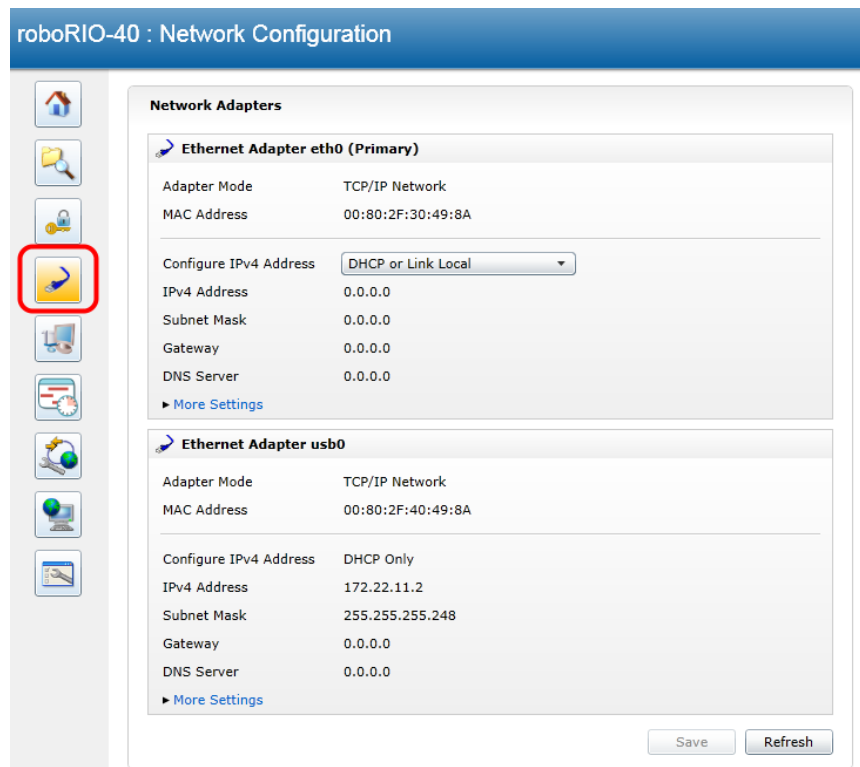 roboRIO-40 : Network Configuration
Network Adapters
Ethernet Adapter eth0 (Primary)
Adapter Mode TCP/IP Network
MAC Address 00:80:2F:30:49:8A
Configure IPv4 Address DHCP or Link Local
IPv4 Address 0.0.0.0
Subnet Mask 0.0.0.0
Gateway 0.0.0.0
DNS Server 0.0.0.0
More Settings
Ethernet Adapter usb0
Adapter Mode TCP/IP Network
MAC Address 00:80:2F:40:49:8A
Configure IPv4 Address DHCP Only
IPv4 Address 172.22.11.2
Subnet Mask 255.255.255.248
Gateway 0.0.0.0
DNS Server 0.0.0.0
More Settings
Save Refresh